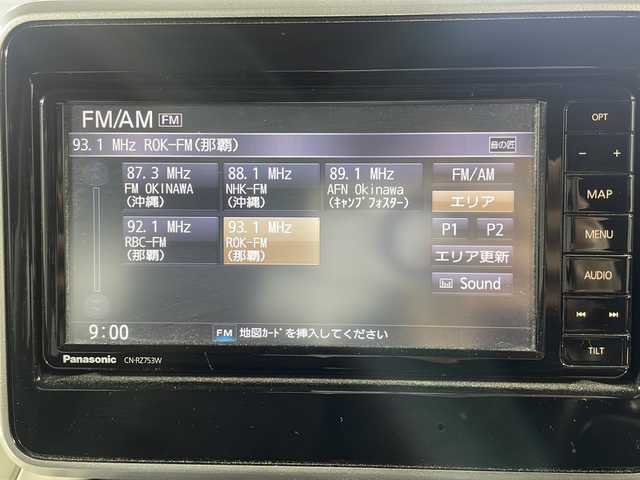 FM/AM FM
93.1 MHz ROK-FM(那覇)
音の匠
87.3 MHz
FM OKINAWA
(沖縄)
88.1 MHz
NHK-FM
(沖縄)
89.1 MHz
AFN Okinawa
(ｷｬﾝﾌﾟﾌｫｽﾀｰ)
92.1 MHz
RBC-FM
(那覇)
93.1 MHz
ROK-FM
(那覇)
FM/AM
エリア
P1 P2
エリア更新
Sound
9:00
FM 地図ｶｰﾄﾞを挿入してください
Panasonic CN-RZ753W
OPT
- +
MAP
MENU
AUDIO
TILT